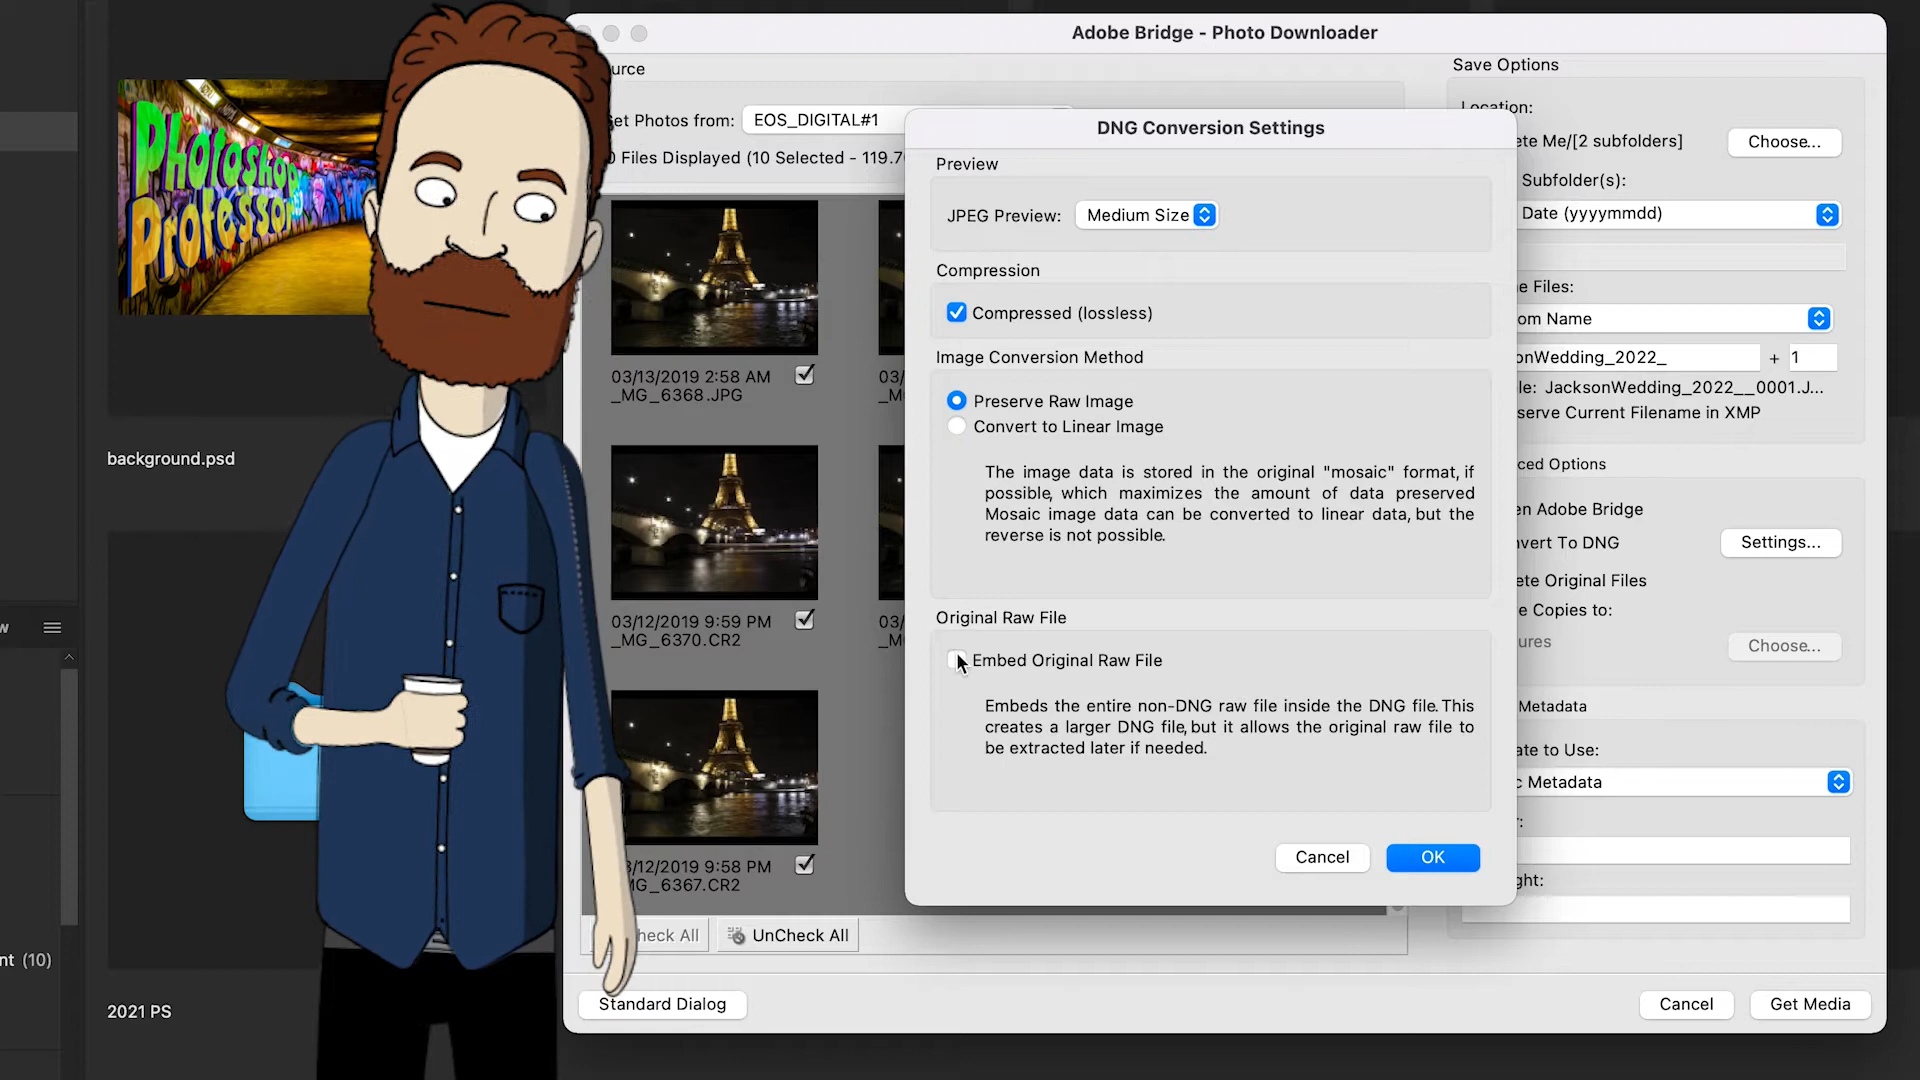 Adobe Bridge - Photo Downloader
urce
et Photos from:
EOS_DIGITAL#1
Files Displayed (10 Selected - 119.7
03/13/2019 2:58 AM
_MG_6368.JPG
03/
_M
03/12/2019 9:59 PM
_MG_6370.CR2
03/
_M
/12/2019 9:58 PM
MG_6367.CR2
heck All
UnCheck All
Standard Dialog
Cancel
Get Media
DNG Conversion Settings
Preview
JPEG Preview:
Medium Size
Compression
Compressed (lossless)
Image Conversion Method
Preserve Raw Image
Convert to Linear Image
The image data is stored in the original "mosaic" format, if
possible, which maximizes the amount of data preserved
Mosaic image data can be converted to linear data, but the
reverse is not possible.
Original Raw File
Embed Original Raw File
Embeds the entire non-DNG raw file inside the DNG file. This
creates a larger DNG file, but it allows the original raw file to
be extracted later if needed.
Cancel
OK
Save Options
Location:
ete Me/[2 subfolders]
Choose...
Subfolder(s):
Date (yyyymmdd)
e Files:
om Name
onWedding_2022_
+
1
le: JacksonWedding_2022__0001.J...
serve Current Filename in XMP
ced Options
en Adobe Bridge
nvert To DNG
Settings...
ete Original Files
e Copies to:
ures
Choose...
Metadata
ate to Use:
c Metadata
r:
ght:
Photoshop
Professor
background.psd
2021 PS
w
nt (10)